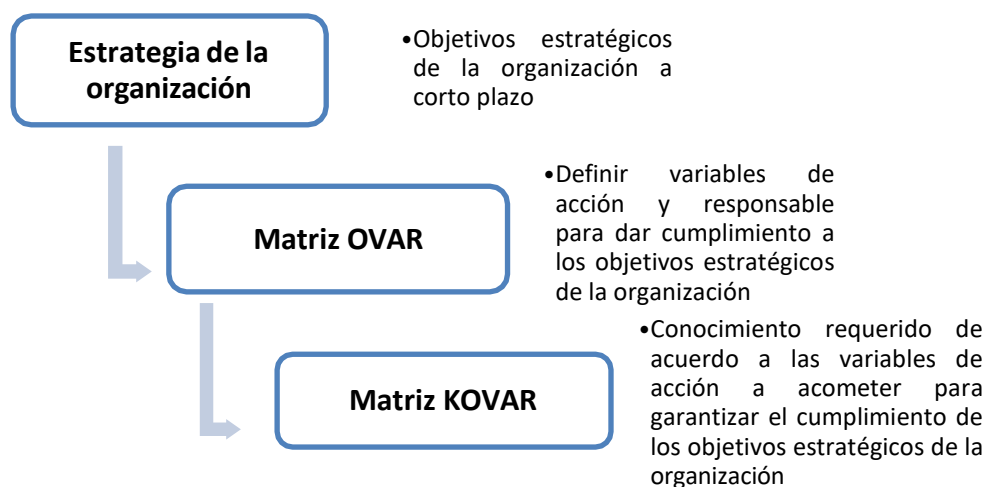 Estrategia de la
organización
•Objetivos estratégicos
de la organización a
corto plazo
Matriz OVAR
•Definir variables de
acción y responsable
para dar cumplimiento a
los objetivos estratégicos
de la organización
Matriz KOVAR
•Conocimiento requerido de
acuerdo a las variables de
acción a acometer para
garantizar el cumplimiento de
los objetivos estratégicos de la
organización